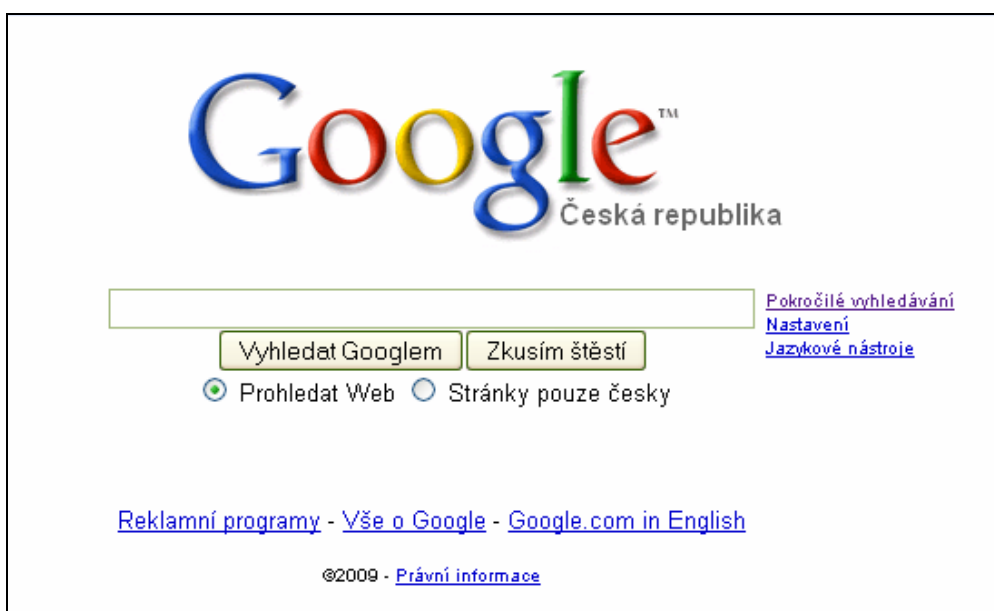 Google™
Česká republika
Pokročilé vyhledávání
Nastavení
Jazykové nástroje
Vyhledat Googlem Zkusím štěstí
Prohledat Web Stránky pouze česky
Reklamní programy - Vše o Google - Google.com in English
©2009 - Právní informace